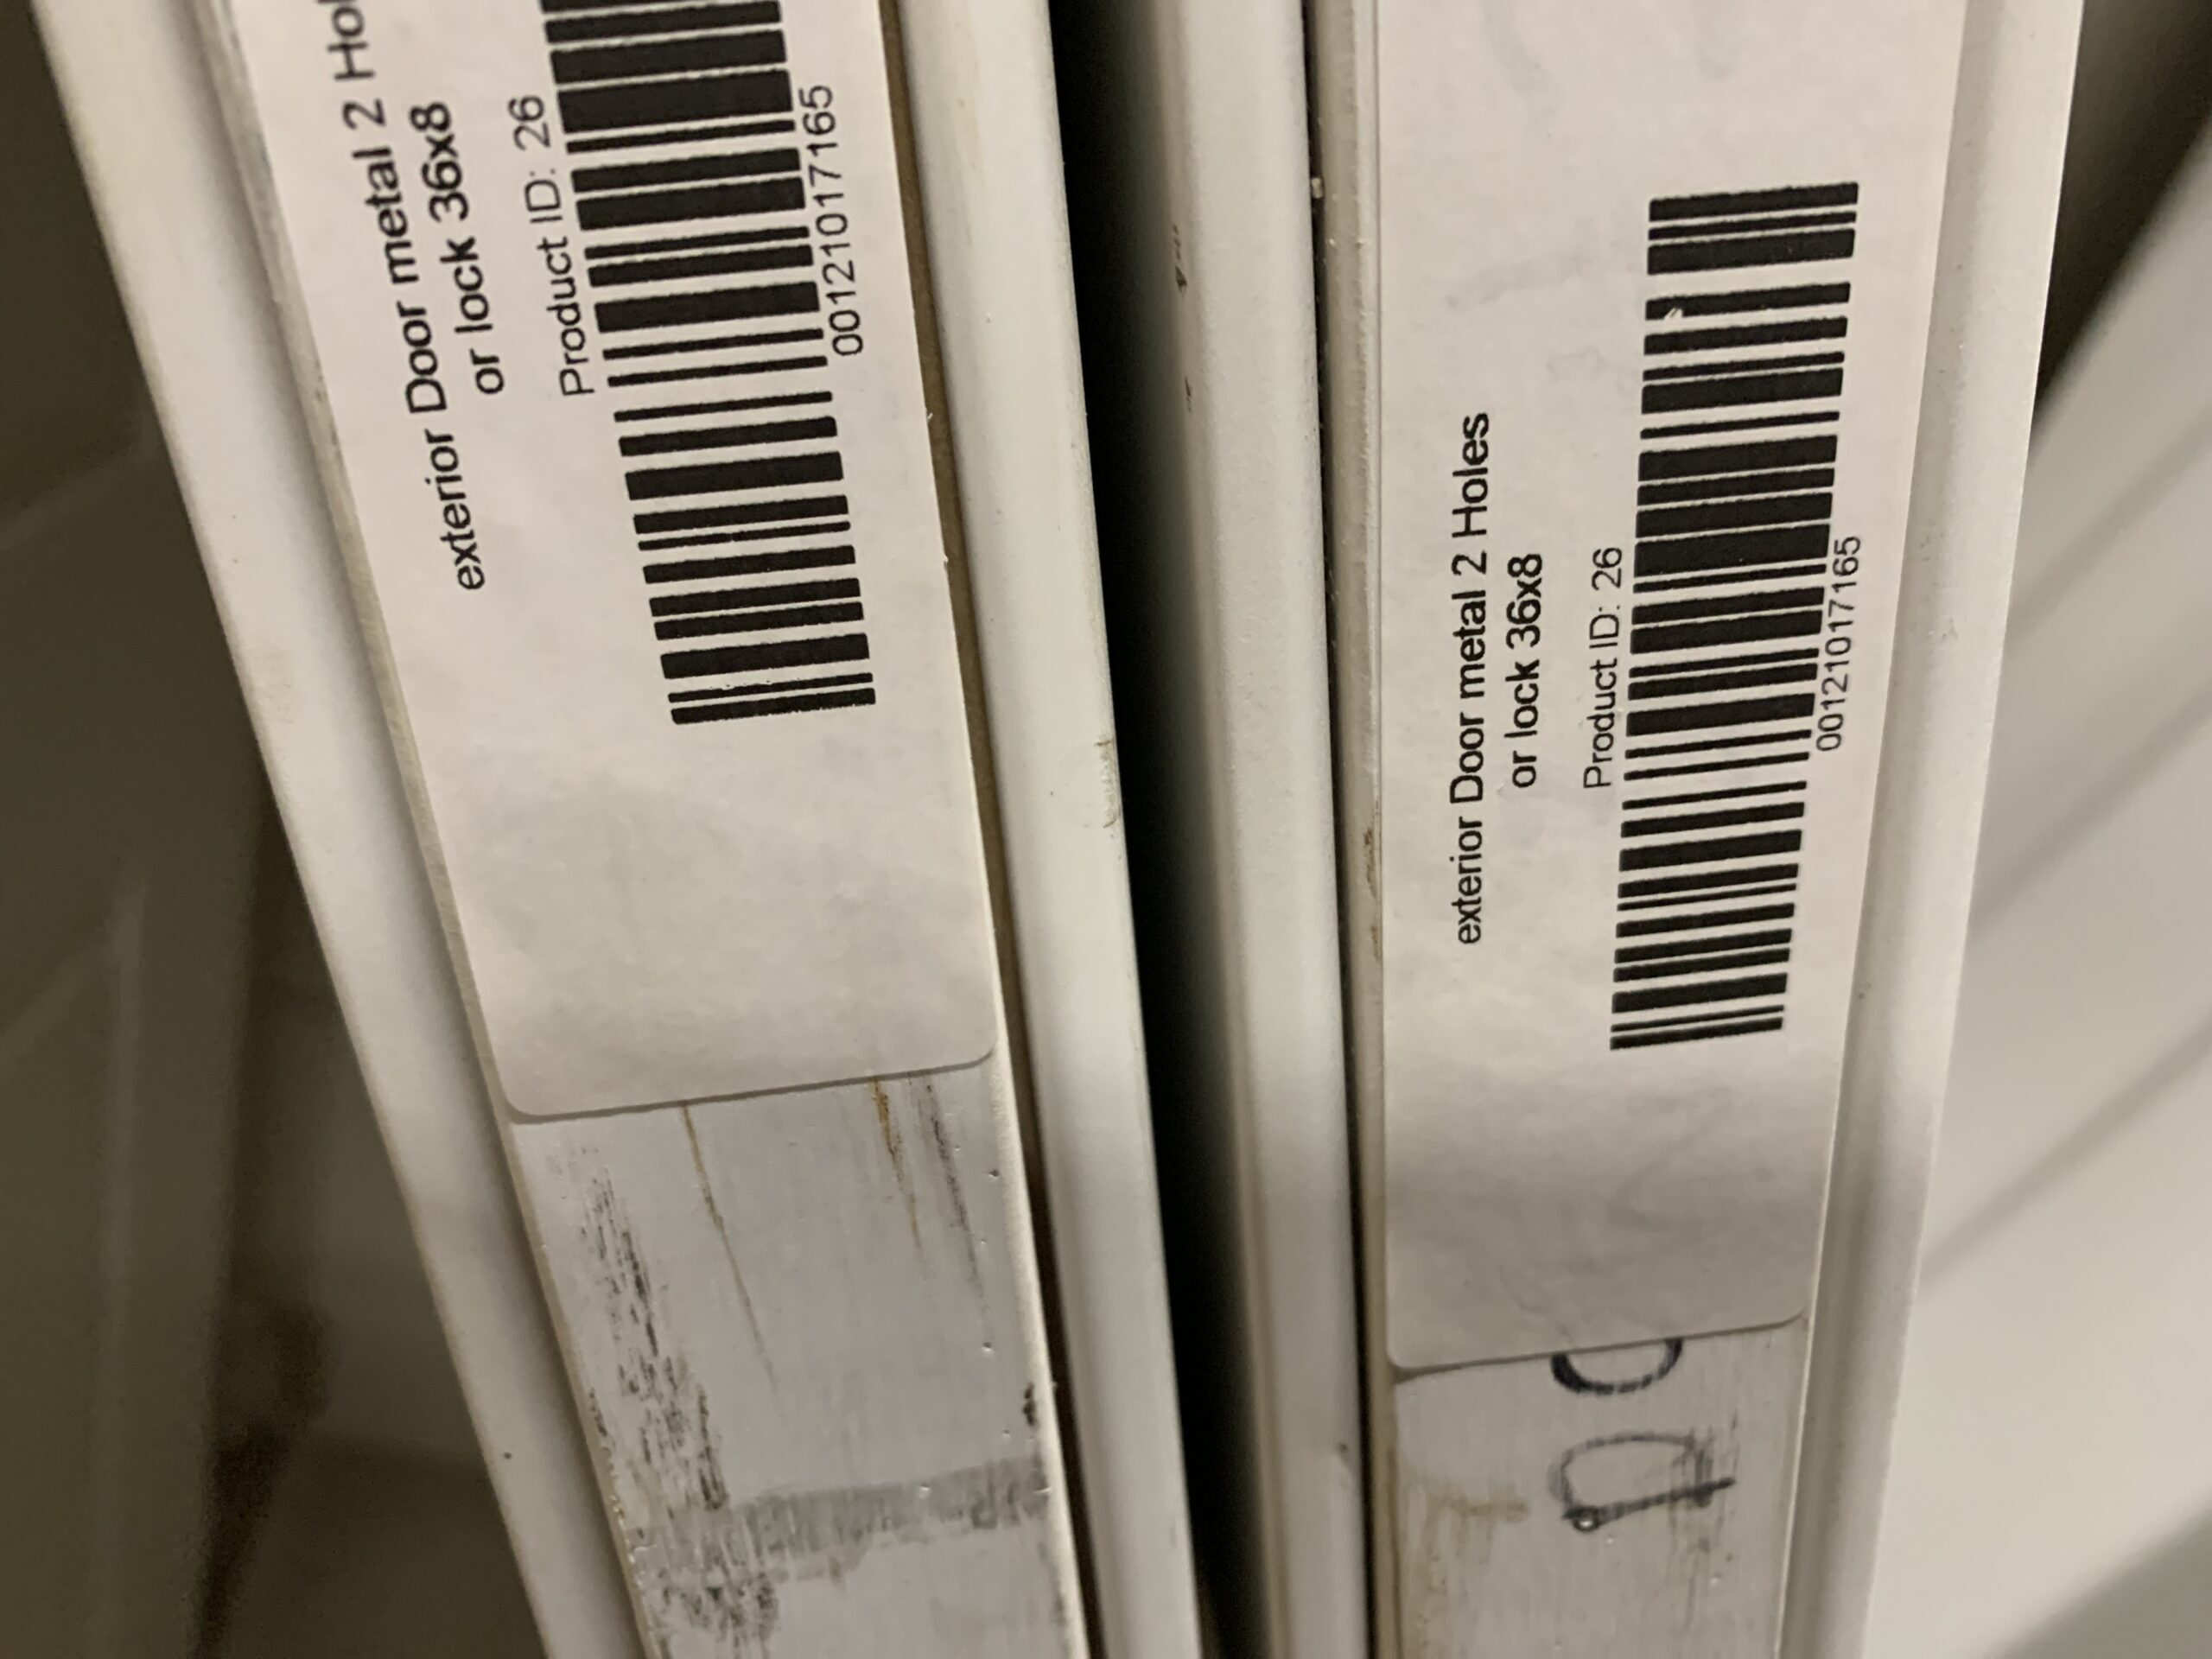 exterior Door metal 2 Hol
or lock 36x8
Product ID: 26
00121017165
exterior Door metal 2 Holes
or lock 36x8
Product ID: 26
00121017165